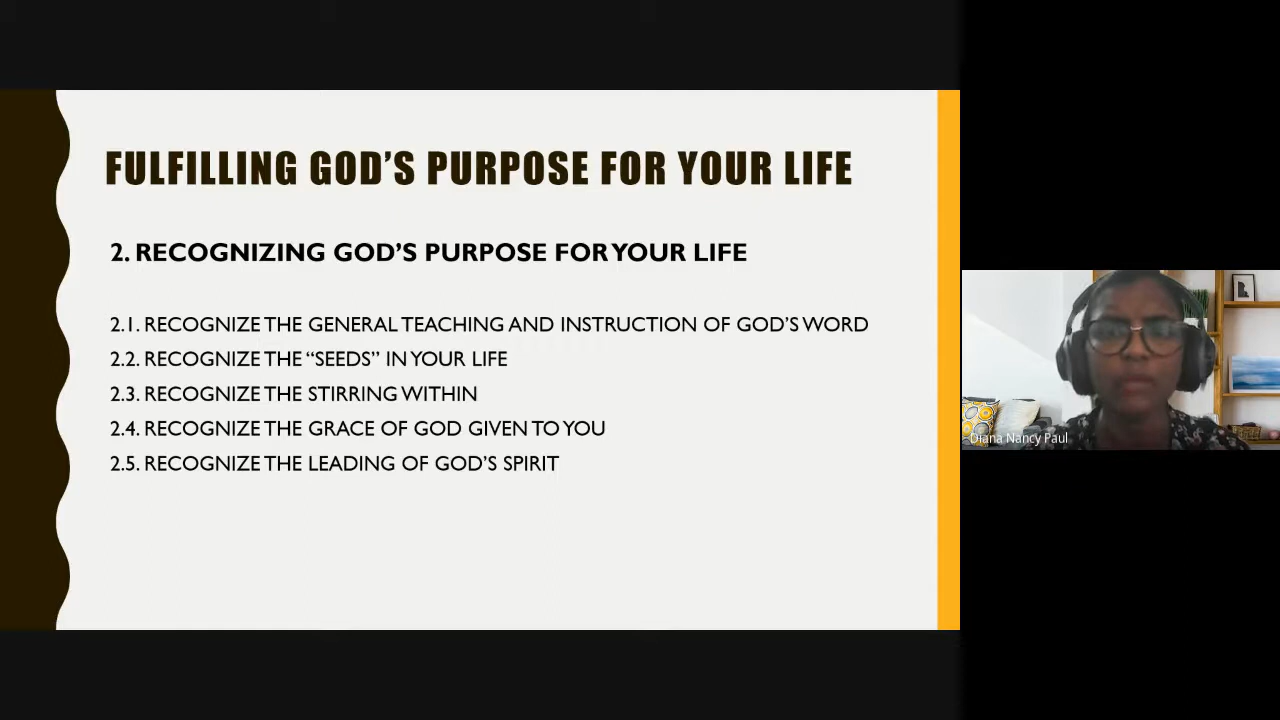 FULFILLING GOD'S PURPOSE FOR YOUR LIFE
2. RECOGNIZING GOD'S PURPOSE FOR YOUR LIFE
2.1. RECOGNIZE THE GENERAL TEACHING AND INSTRUCTION OF GOD'S WORD
2.2. RECOGNIZE THE “SEEDS” IN YOUR LIFE
2.3. RECOGNIZE THE STIRRING WITHIN
2.4. RECOGNIZE THE GRACE OF GOD GIVEN TO YOU
2.5. RECOGNIZE THE LEADING OF GOD'S SPIRIT
Diana Nancy Paul